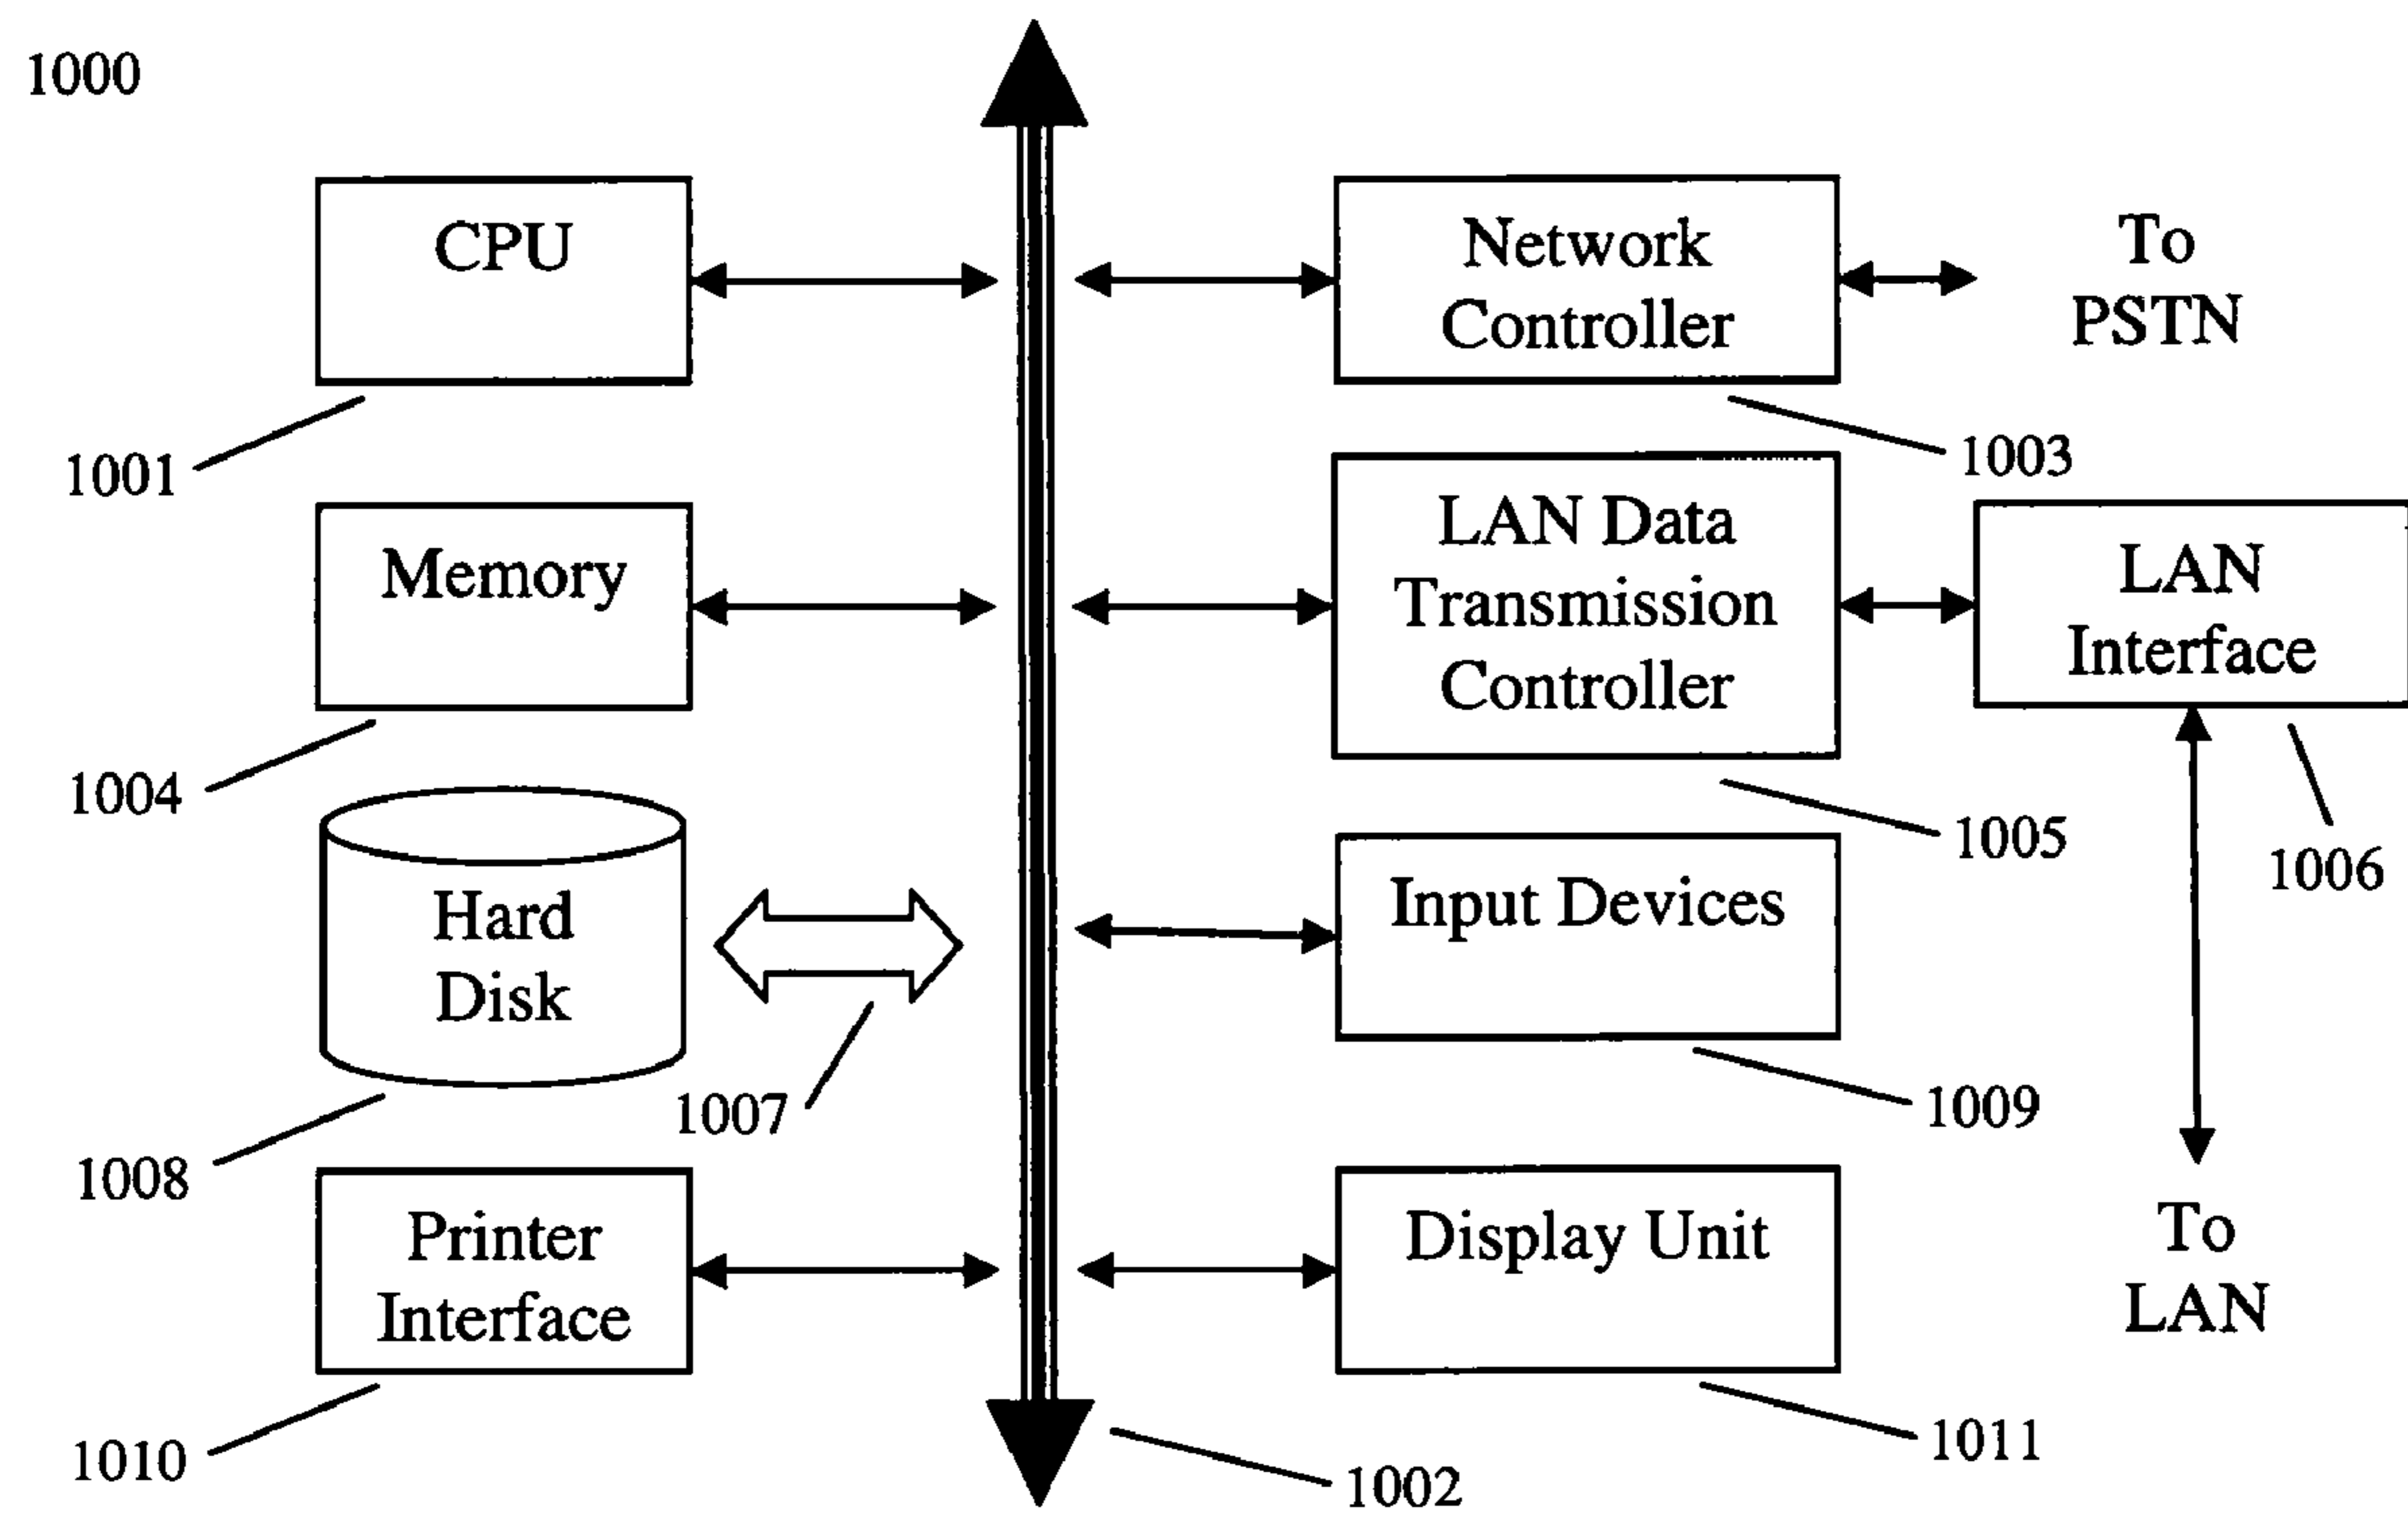 1000
CPU
Network
Controller
To
PSTN
1001
1003
Memory
LAN Data
Transmission
Controller
LAN
Interface
1004
1005
1006
Hard
Disk
1007
Input Devices
1008
1009
Printer
Interface
Display Unit
To
LAN
1010
1002
1011